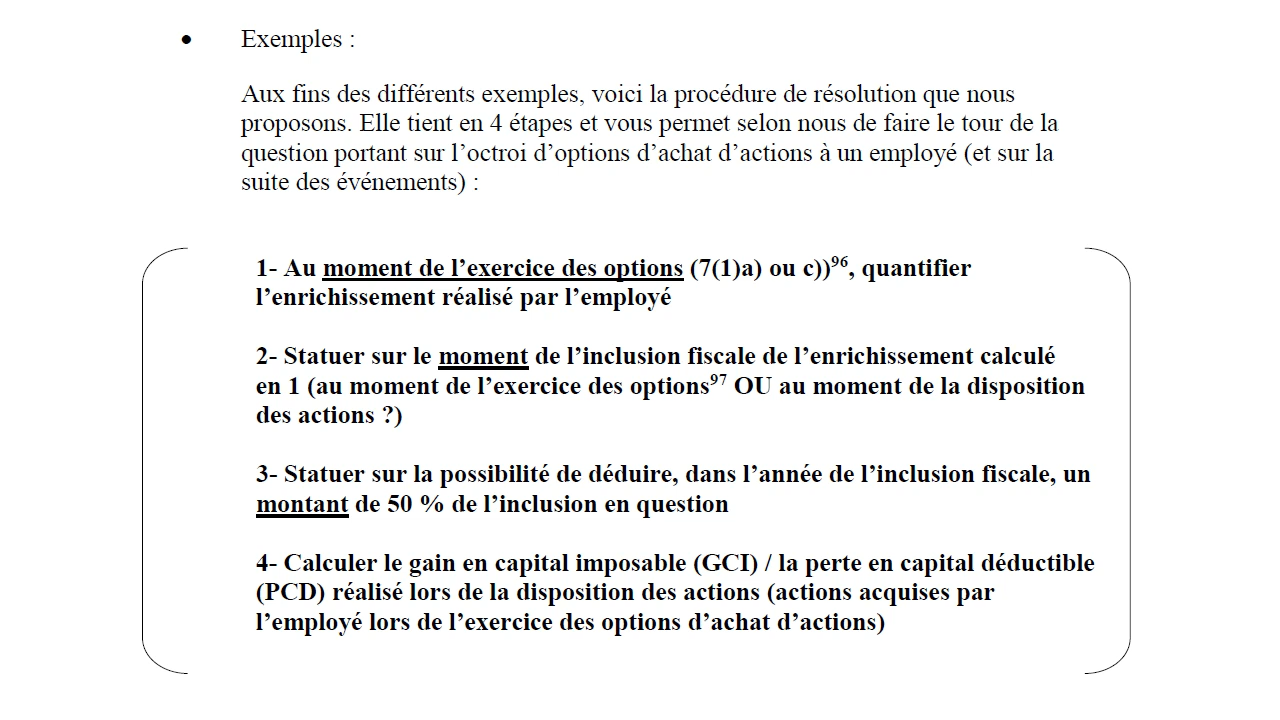 • Exemples :
Aux fins des différents exemples, voici la procédure de résolution que nous
proposons. Elle tient en 4 étapes et vous permet selon nous de faire le tour de la
question portant sur l’octroi d’options d’achat d’actions à un employé (et sur la
suite des événements) :
1- Au moment de l’exercice des options (7(1)a) ou c))96, quantifier
l’enrichissement réalisé par l’employé
2- Statuer sur le moment de l’inclusion fiscale de l’enrichissement calculé
en 1 (au moment de l’exercice des options97 OU au moment de la disposition
des actions ?)
3- Statuer sur la possibilité de déduire, dans l’année de l’inclusion fiscale, un
montant de 50 % de l’inclusion en question
4- Calculer le gain en capital imposable (GCI) / la perte en capital déductible
(PCD) réalisé lors de la disposition des actions (actions acquises par
l’employé lors de l’exercice des options d’achat d’actions)